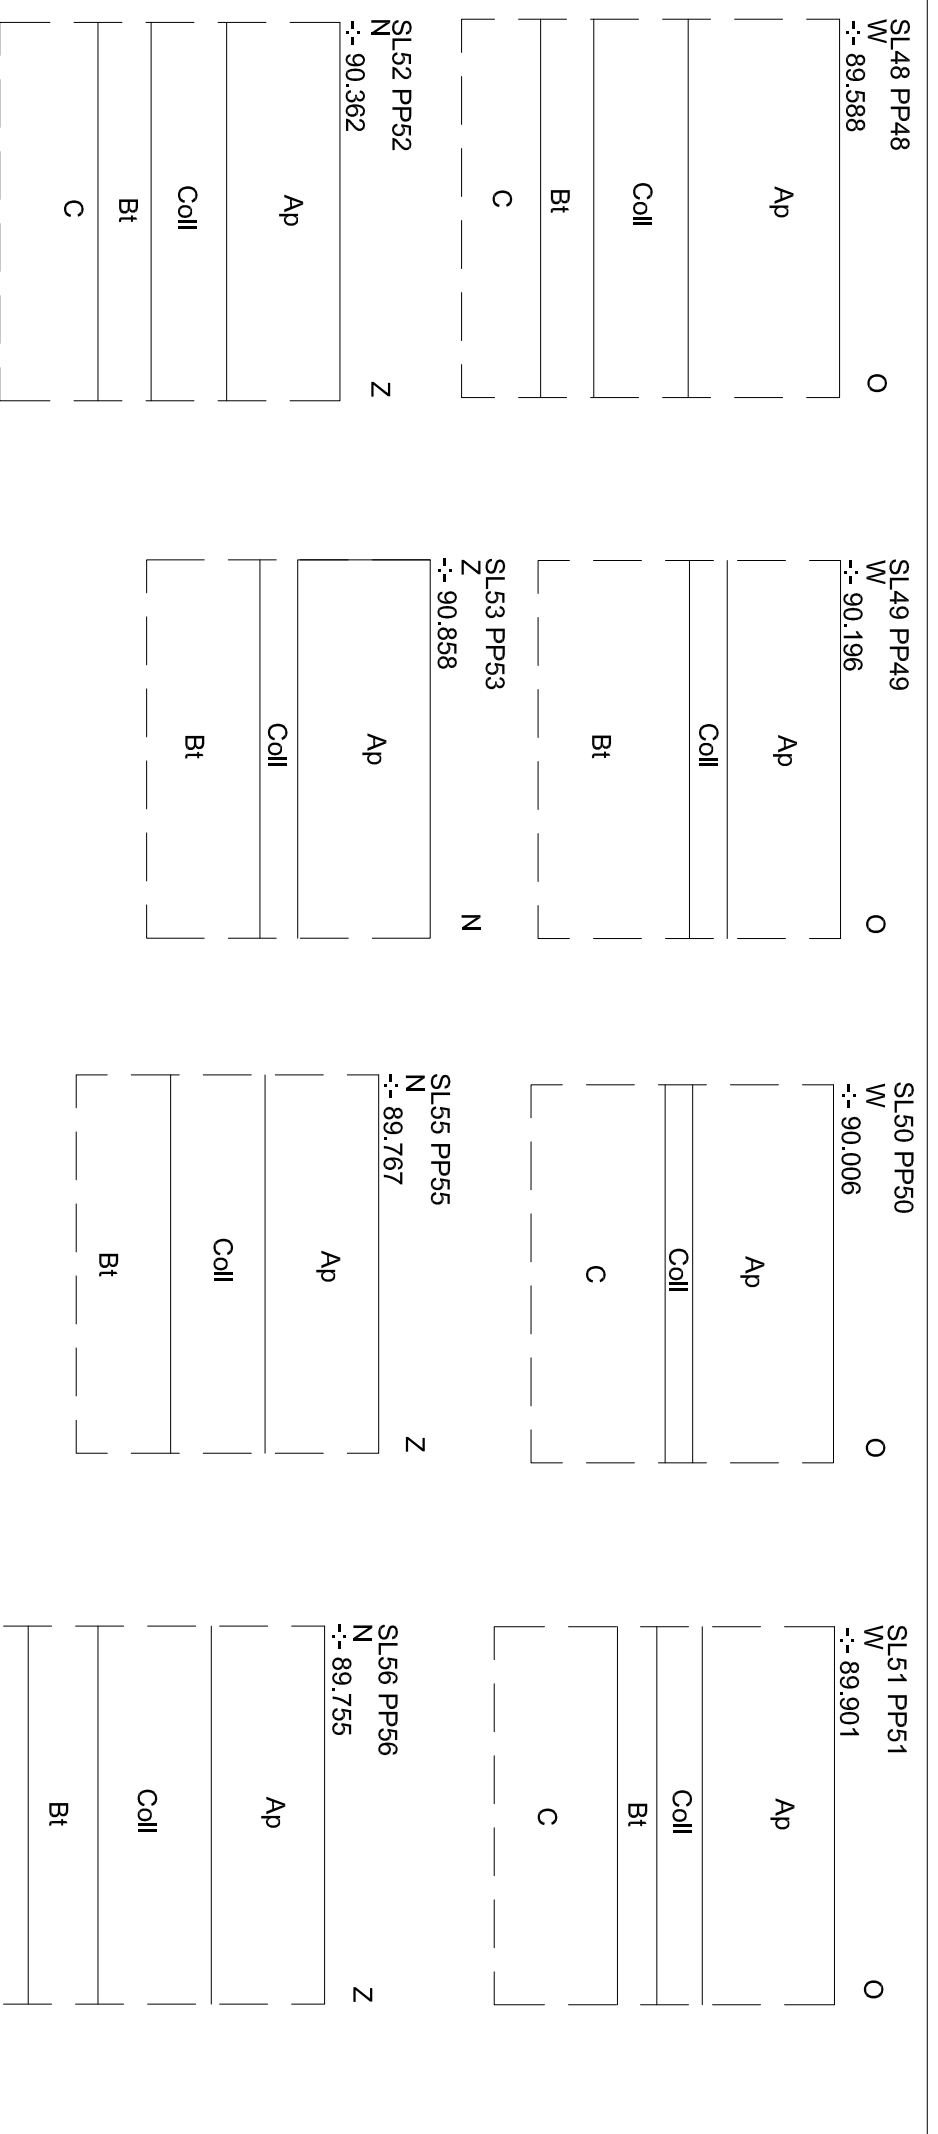 SL48 PP48
W O
89.588
Ap
Coll
Bt
C
SL49 PP49
W O
90.196
Ap
Coll
Bt
SL50 PP50
W O
90.006
Ap
Coll
C
SL51 PP51
W O
89.901
Ap
Coll
Bt
C
SL52 PP52
N Z
90.362
Ap
Coll
Bt
C
SL53 PP53
Z N
90.858
Ap
Coll
Bt
SL55 PP55
N Z
89.767
Ap
Coll
Bt
SL56 PP56
N Z
89.755
Ap
Coll
Bt